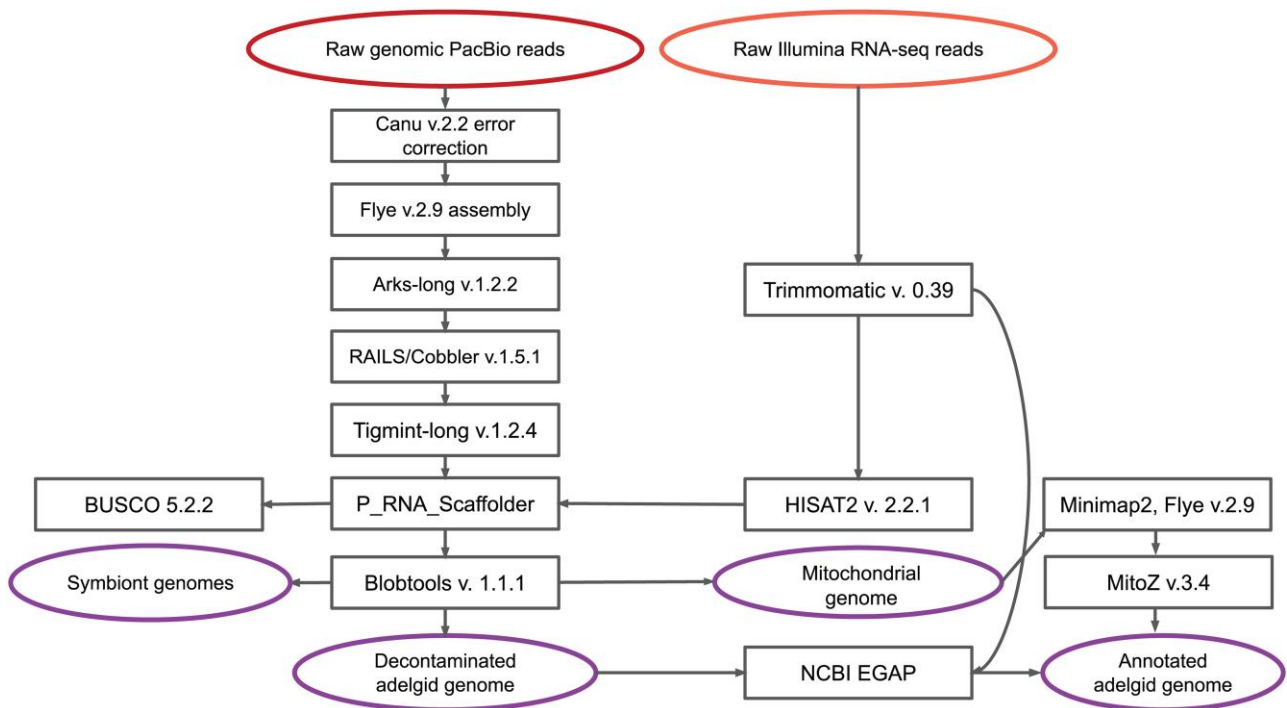 Raw genomic PacBio reads
Raw Illumina RNA-seq reads
Canu v.2.2 error
correction
Flye v.2.9 assembly
Arks-long v.1.2.2
Trimmomatic v. 0.39
RAILS/Cobbler v.1.5.1
Tigmint-long v.1.2.4
BUSCO 5.2.2
P_RNA_Scaffolder
HISAT2 v. 2.2.1
Minimap2, Flye v.2.9
Symbiont genomes
Blobtools v. 1.1.1
Mitochondrial
genome
MitoZ v.3.4
Decontaminated
adelgid genome
NCBI EGAP
Annotated
adelgid genome